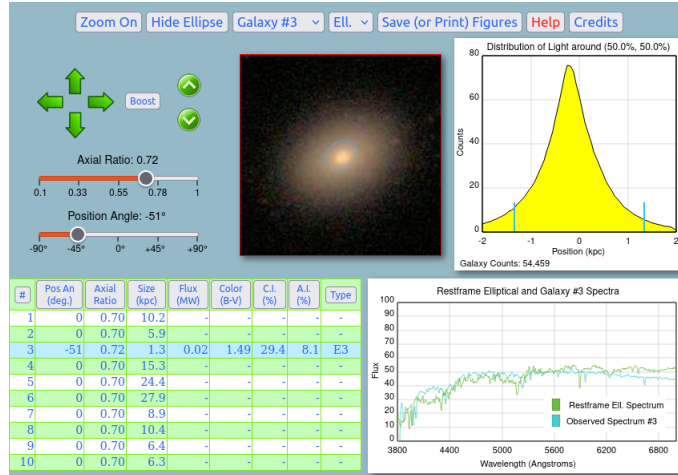 Zoom On Hide Ellipse Galaxy #3 Ell. Save (or Print) Figures Help Credits
Boost
Axial Ratio: 0.72
0.1 0.33 0.55 0.78 1
Position Angle: -51°
-90° -45° 0° +45° +90°
Distribution of Light around (50.0%, 50.0%)
80
60
40
20
0
Counts
-2 -1 0 1 2
Position (kpc)
Galaxy Counts: 54,459
# Pos An (deg.) Axial Ratio Size (kpc) Flux (MW) Color (B-V) C.I. (%) A.I. (%) Type
1 0 0.70 10.2 - - - - -
2 0 0.70 5.9 - - - - -
3 -51 0.72 1.3 0.02 1.49 29.4 8.1 E3
4 0 0.70 15.3 - - - - -
5 0 0.70 24.4 - - - - -
6 0 0.70 27.9 - - - - -
7 0 0.70 8.9 - - - - -
8 0 0.70 10.4 - - - - -
9 0 0.70 6.4 - - - - -
10 0 0.70 6.3 - - - - -
Restframe Elliptical and Galaxy #3 Spectra
100
90
80
70
60
50
40
30
20
10
0
Flux
Restframe Ell. Spectrum
Observed Spectrum #3
3800 4400 5000 5600 6200 6800
Wavelength (Angstroms)